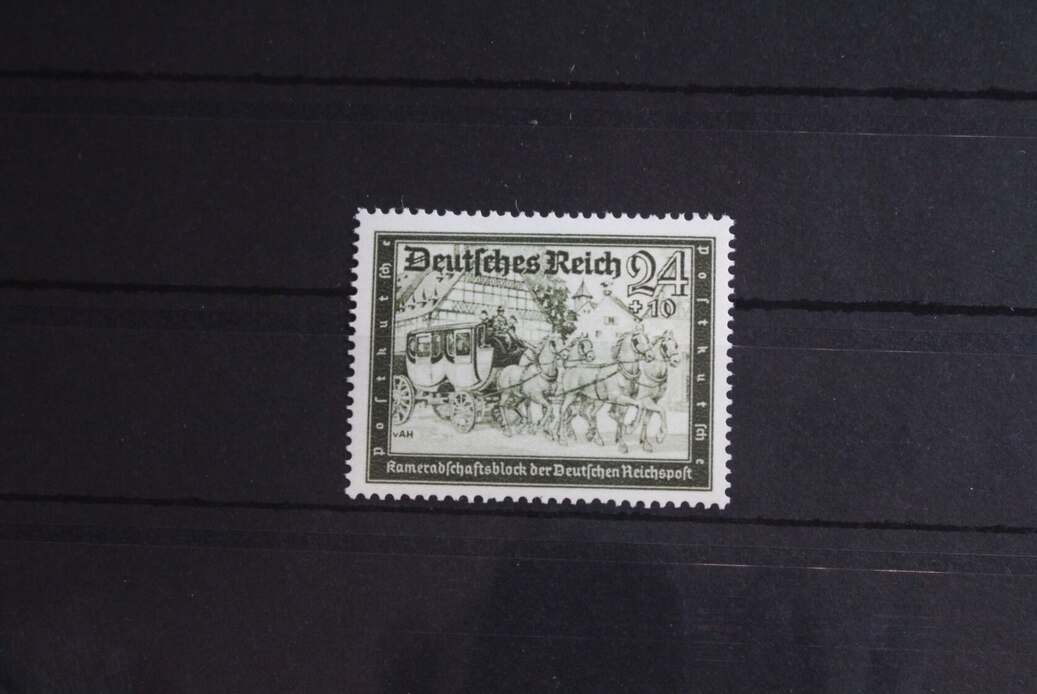 Deutsches Reich 24
+10
postkutsche
postkutsche
vAH
Kameradschaftsblock der Deutschen Reichspost